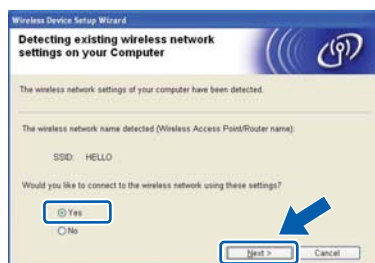 Wireless Device Setup Wizard
Detecting existing wireless network
settings on your Computer
The wireless network settings of your computer have been detected.
The wireless network name detected (Wireless Access Point/Router name):
SSID: HELLO
Would you like to connect to the wireless network using these settings?
Yes
No
Next >
Cancel